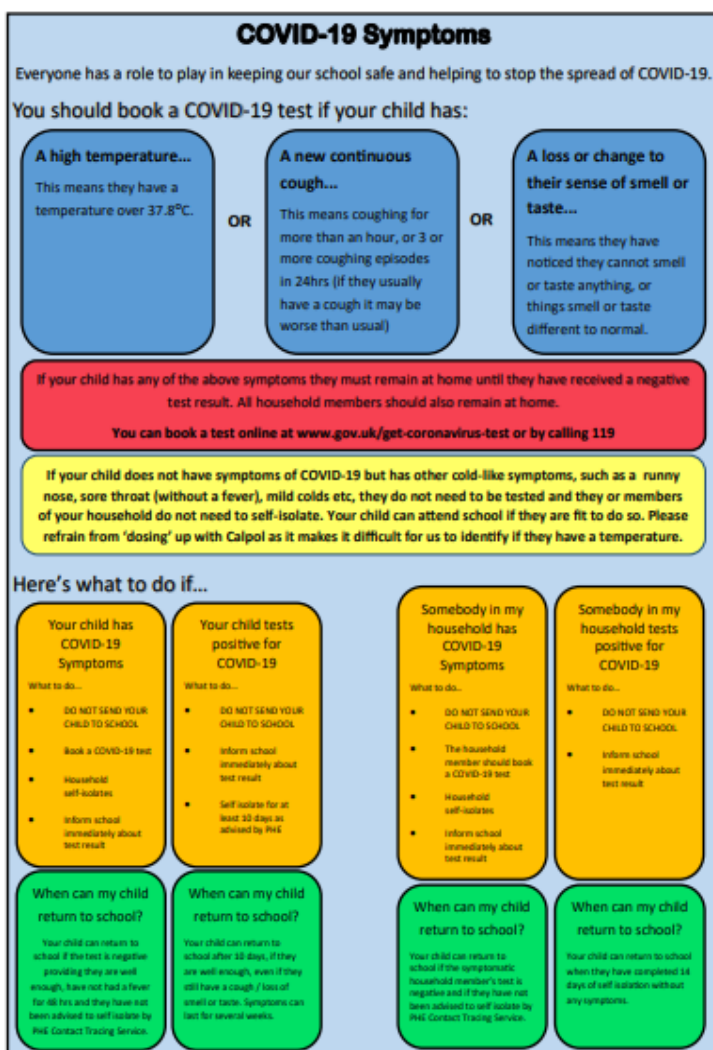 COVID-19 Symptoms
Everyone has a role to play in keeping our school safe and helping to stop the spread of COVID-19.
You should book a COVID-19 test if your child has:
A high temperature...
This means they have a
temperature over 37.8°C.
OR
A new continuous
cough...
This means coughing for
more than an hour, or 3 or
more coughing episodes
in 24hrs (if they usually
have a cough it may be
worse than usual)
OR
A loss or change to
their sense of smell or
taste...
This means they have
noticed they cannot smell
or taste anything, or
things smell or taste
different to normal.
If your child has any of the above symptoms they must remain at home until they have received a negative
test result. All household members should also remain at home.
You can book a test online at www.gov.uk/get-coronavirus-test or by calling 119
If your child does not have symptoms of COVID-19 but has other cold-like symptoms, such as a runny
nose, sore throat (without a fever), mild colds etc, they do not need to be tested and they or members
of your household do not need to self-isolate. Your child can attend school if they are fit to do so. Please
refrain from 'dosing' up with Calpol as it makes it difficult for us to identify if they have a temperature.
Here's what to do if...
Your child has
COVID-19
Symptoms
What to do...
• DO NOT SEND YOUR
CHILD TO SCHOOL
• Book a COVID-19 test
• Household
self-isolates
• Inform school
immediately about
test result
Your child tests
positive for
COVID-19
What to do...
• DO NOT SEND YOUR
CHILD TO SCHOOL
• Inform school
immediately about
test result
• Self isolate for at
least 10 days as
advised by PHE
Somebody in my
household has
COVID-19
Symptoms
What to do...
• DO NOT SEND YOUR
CHILD TO SCHOOL
• The household
member should book
a COVID-19 test
• Household
self-isolates
• Inform school
immediately about
test result
Somebody in my
household tests
positive for
COVID-19
What to do...
• DO NOT SEND YOUR
CHILD TO SCHOOL
• Inform school
immediately about
test result
When can my child
return to school?
Your child can return to
school if the test is negative
providing they are well
enough, have not had a fever
for 48 hrs and they have not
been advised to self isolate by
PHE Contact Tracing Service.
When can my child
return to school?
Your child can return to
school after 10 days, if they
are well enough, even if they
still have a cough / loss of
smell or taste. Symptoms can
last for several weeks.
When can my child
return to school?
Your child can return to
school if the symptomatic
household member's test is
negative and if they have not
been advised to self isolate by
PHE Contact Tracing Service.
When can my child
return to school?
Your child can return to school
when they have completed 14
days of self isolation without
any symptoms.